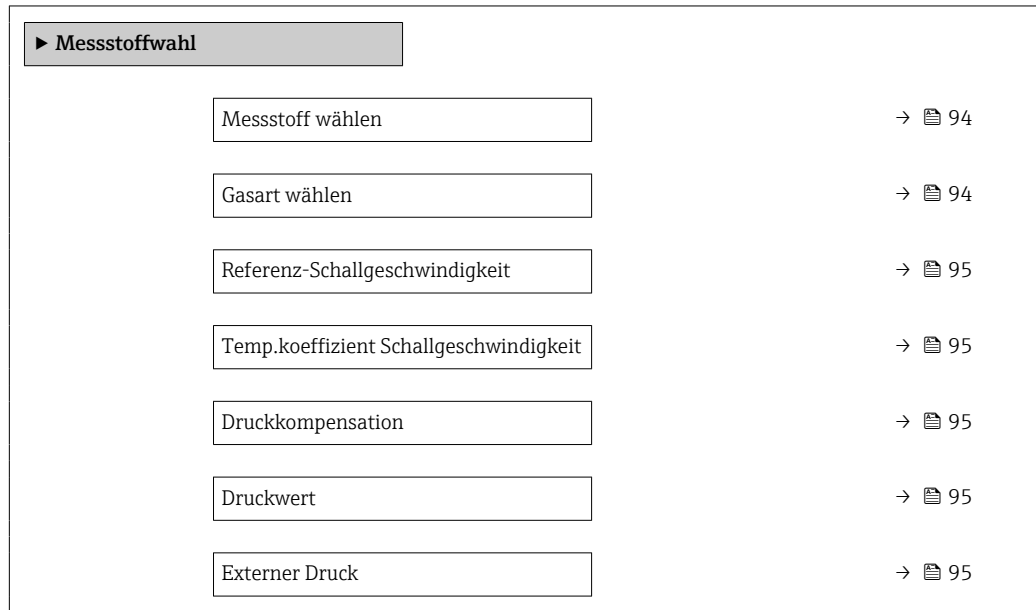 ▶ Messstoffwahl
Messstoff wählen → 94
Gasart wählen → 94
Referenz-Schallgeschwindigkeit → 95
Temp.koeffizient Schallgeschwindigkeit → 95
Druckkompensation → 95
Druckwert → 95
Externer Druck → 95